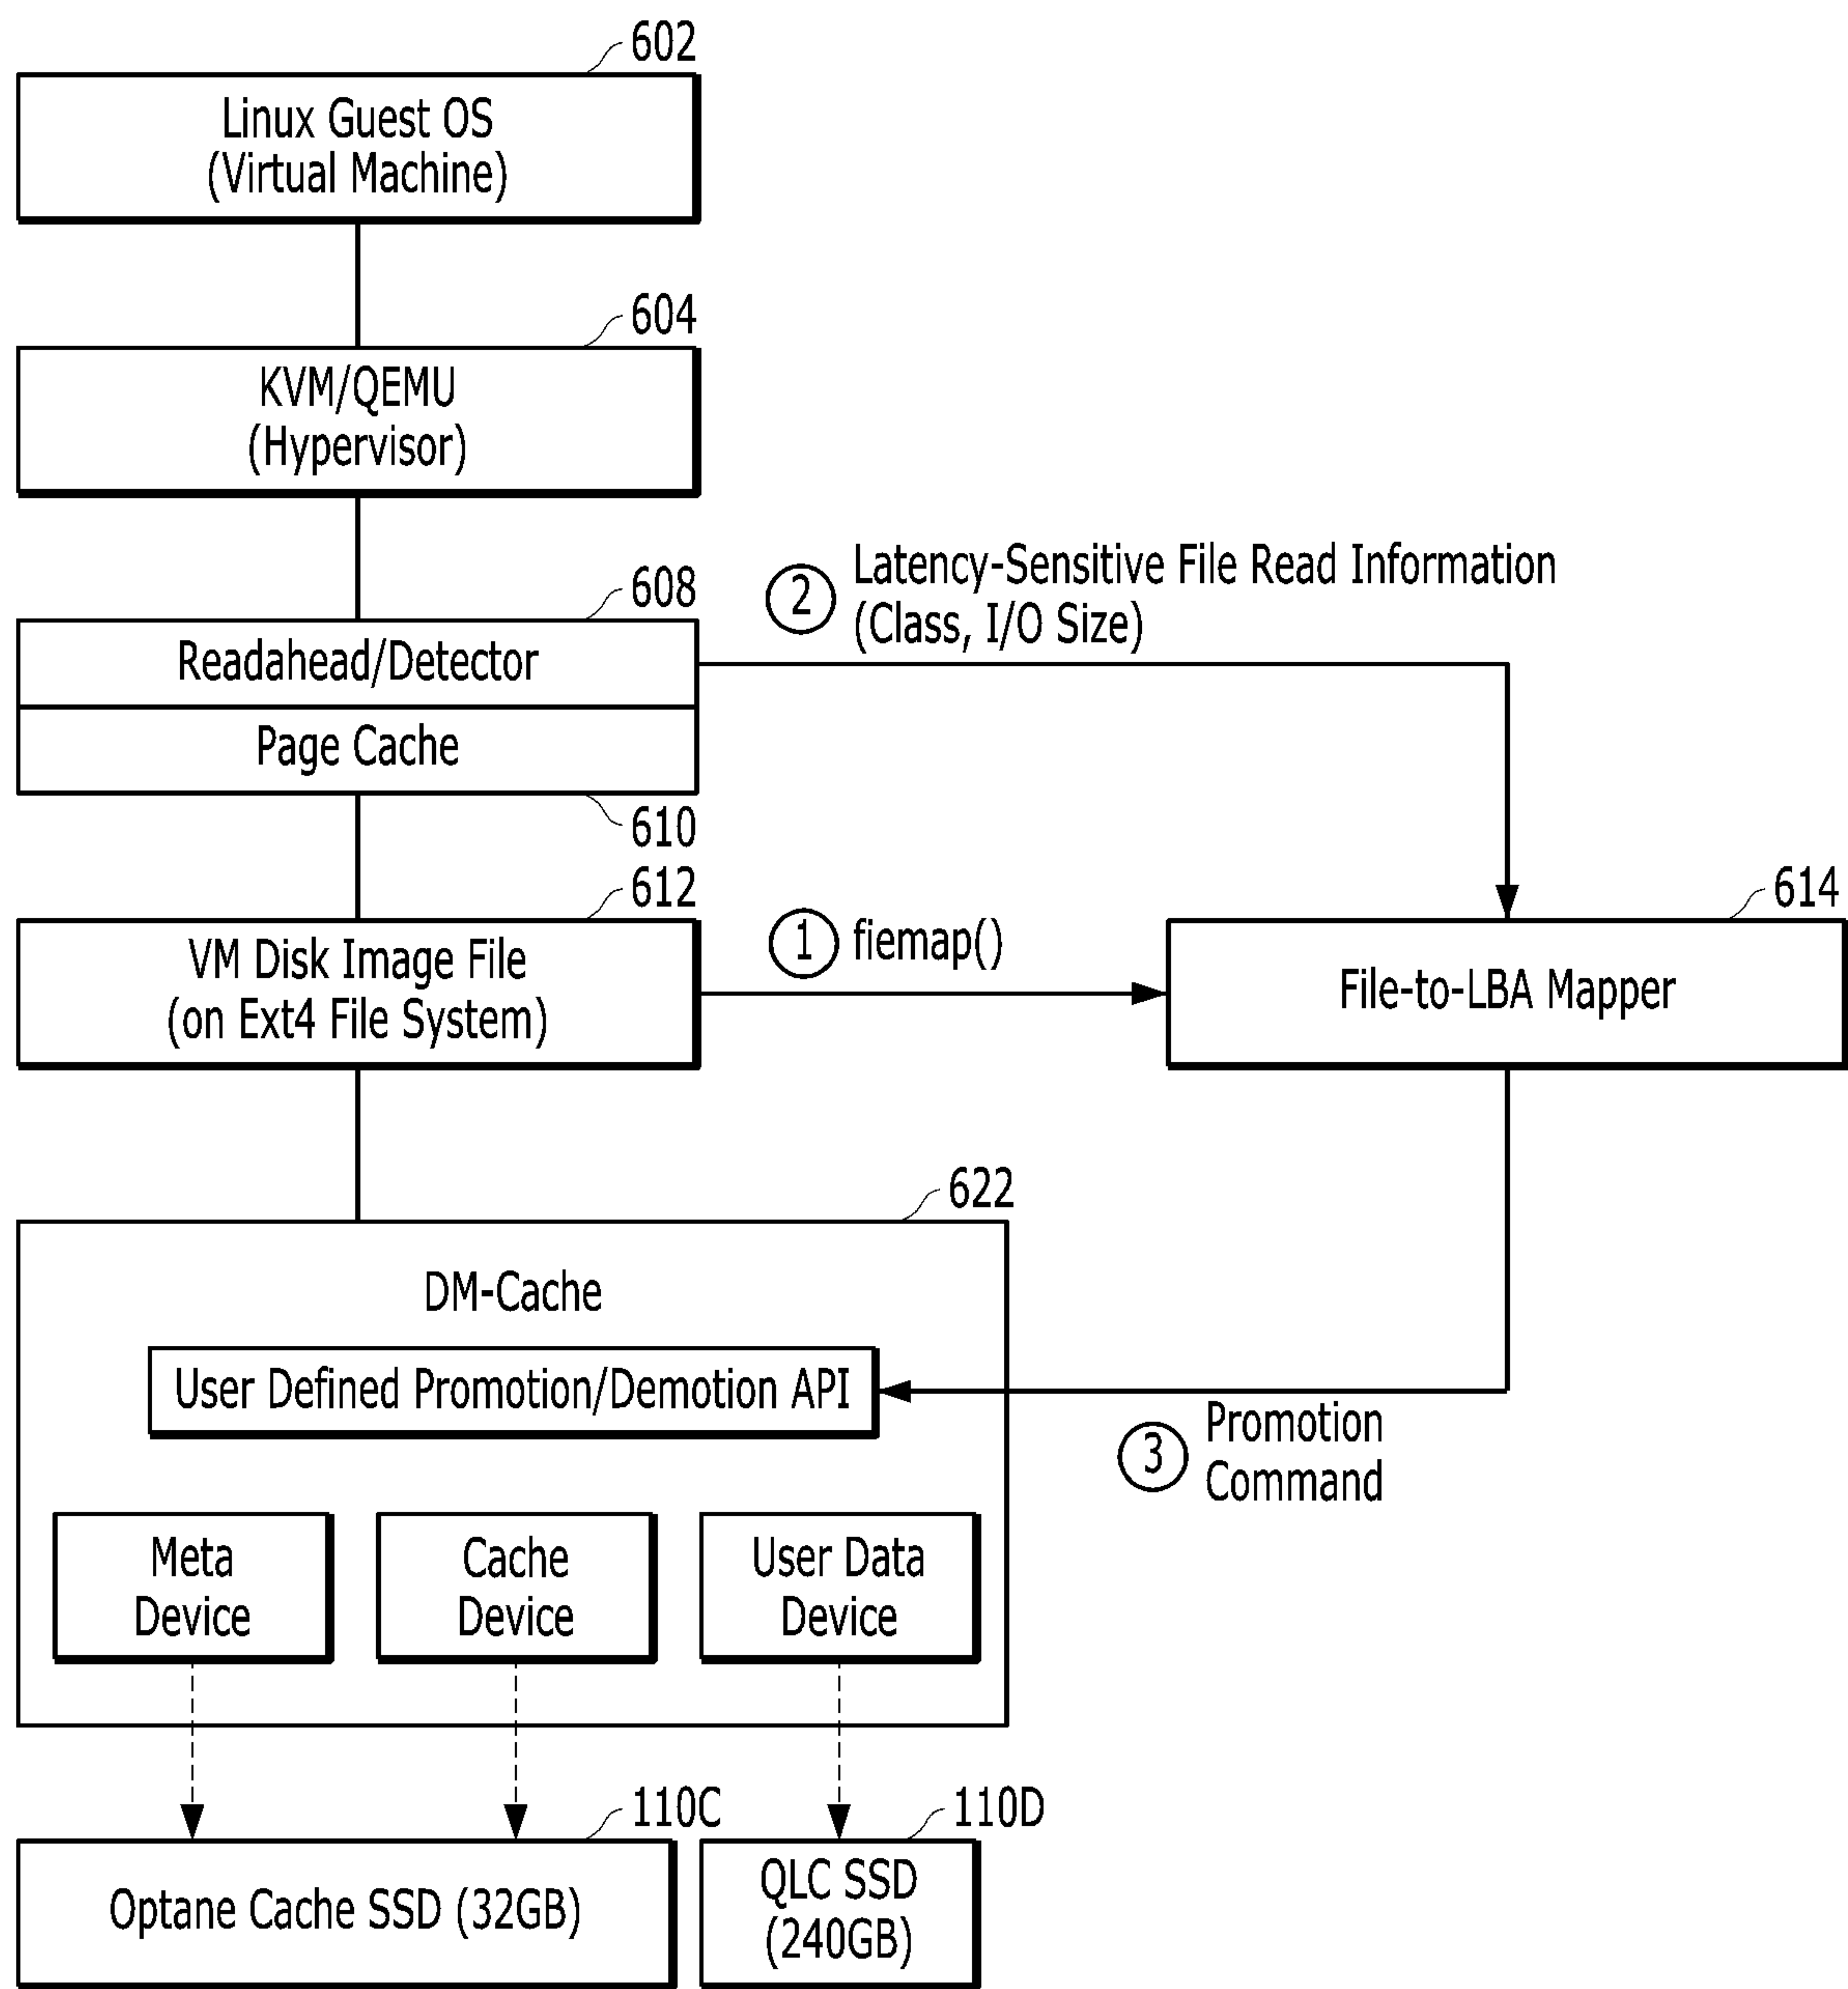 602
Linux Guest OS
(Virtual Machine)
604
KVM/QEMU
(Hypervisor)
608
Readahead/Detector
Page Cache
610
2 Latency-Sensitive File Read Information
(Class, I/O Size)
612
VM Disk Image File
(on Ext4 File System)
1 fiemap()
614
File-to-LBA Mapper
622
DM-Cache
User Defined Promotion/Demotion API
3 Promotion
Command
Meta
Device
Cache
Device
User Data
Device
110C
Optane Cache SSD (32GB)
110D
QLC SSD
(240GB)